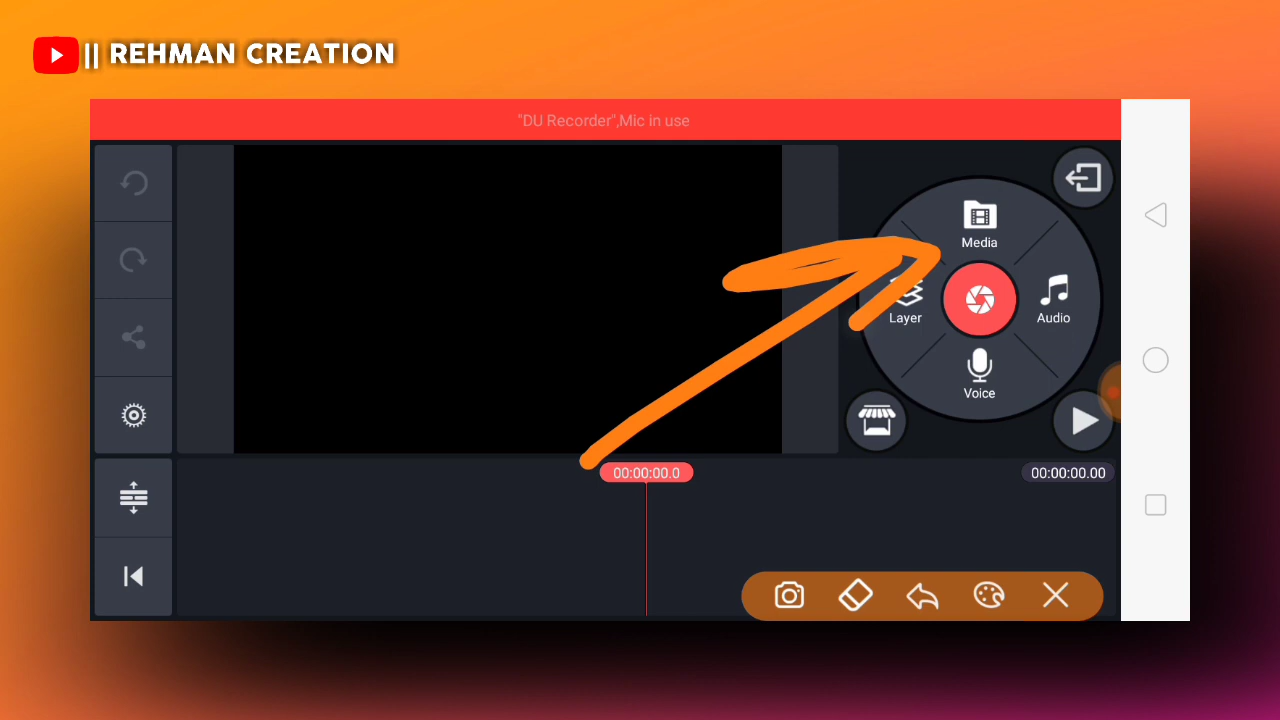 || REHMAN CREATION
"DU Recorder",Mic in use
Media
Layer
Audio
Voice
00:00:00.0
00:00:00.00